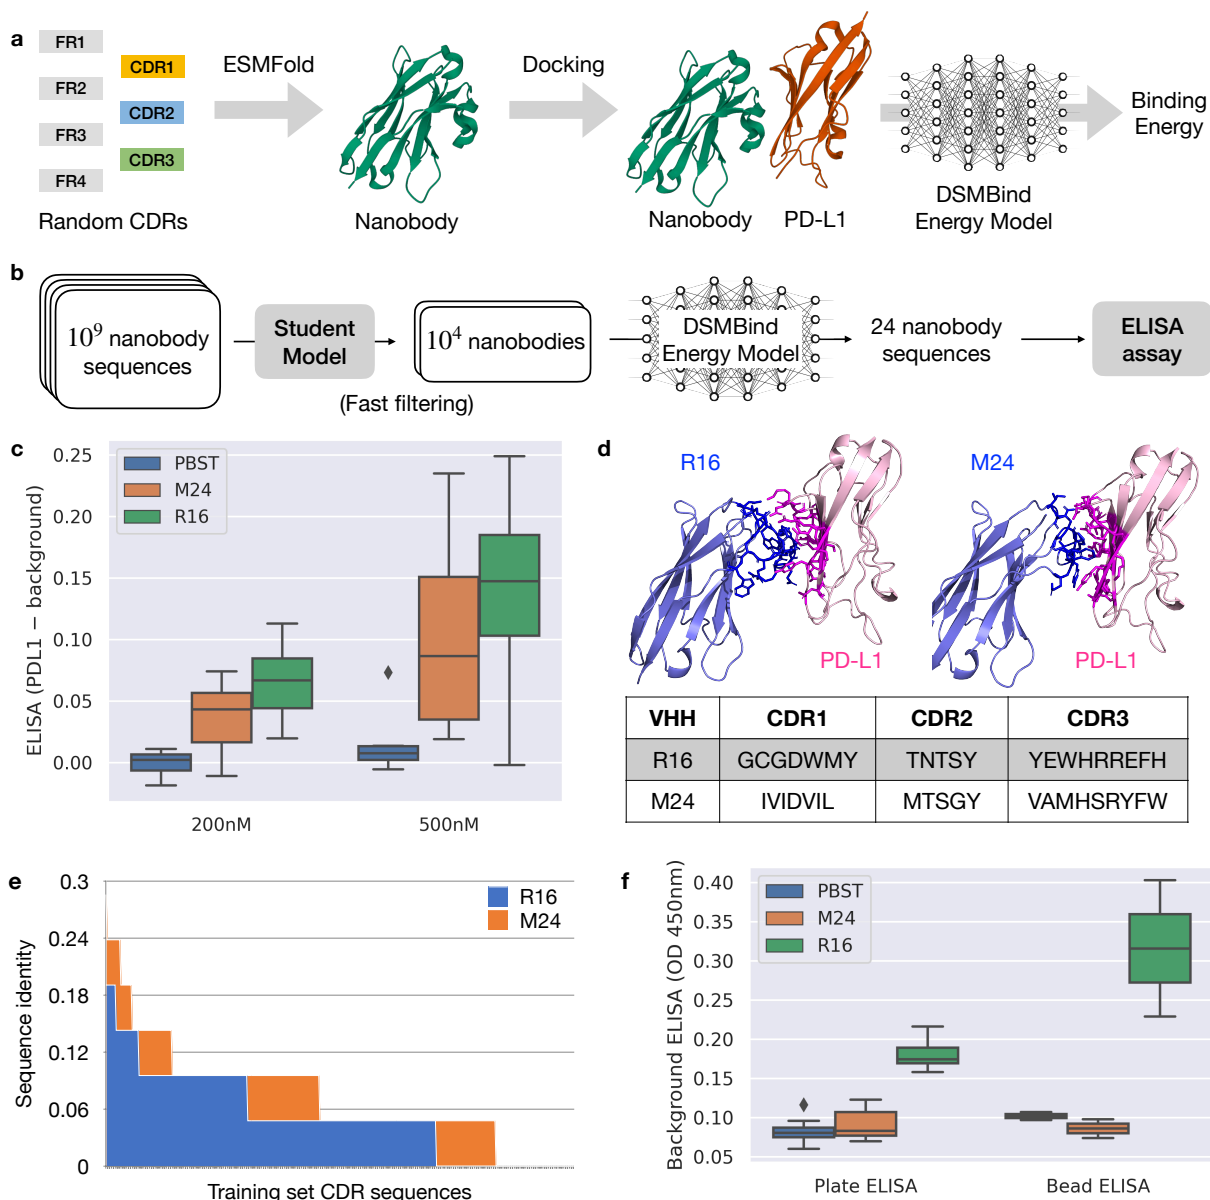 a
FR1
CDR1
FR2
CDR2
FR3
CDR3
FR4
Random CDRs
ESMFold
Nanobody
Docking
Nanobody
PD-L1
DSMBind
Energy Model
Binding
Energy
b
10⁹ nanobody
sequences
Student
Model
(Fast filtering)
10⁴ nanobodies
DSMBind
Energy Model
24 nanobody
sequences
ELISA
assay
c
ELISA (PDL1 − background)
0.25
0.20
0.15
0.10
0.05
0.00
PBST
M24
R16
200nM
500nM
d
R16
M24
PD-L1
PD-L1
VHH CDR1 CDR2 CDR3
R16 GCGDWMY TNTSY YEWHRREFH
M24 IVIDVIL MTSGY VAMHSRYFW
e
Sequence identity
0.3
0.24
0.18
0.12
0.06
0
R16
M24
Training set CDR sequences
f
Background ELISA (OD 450nm)
0.40
0.35
0.30
0.25
0.20
0.15
0.10
0.05
PBST
M24
R16
Plate ELISA
Bead ELISA